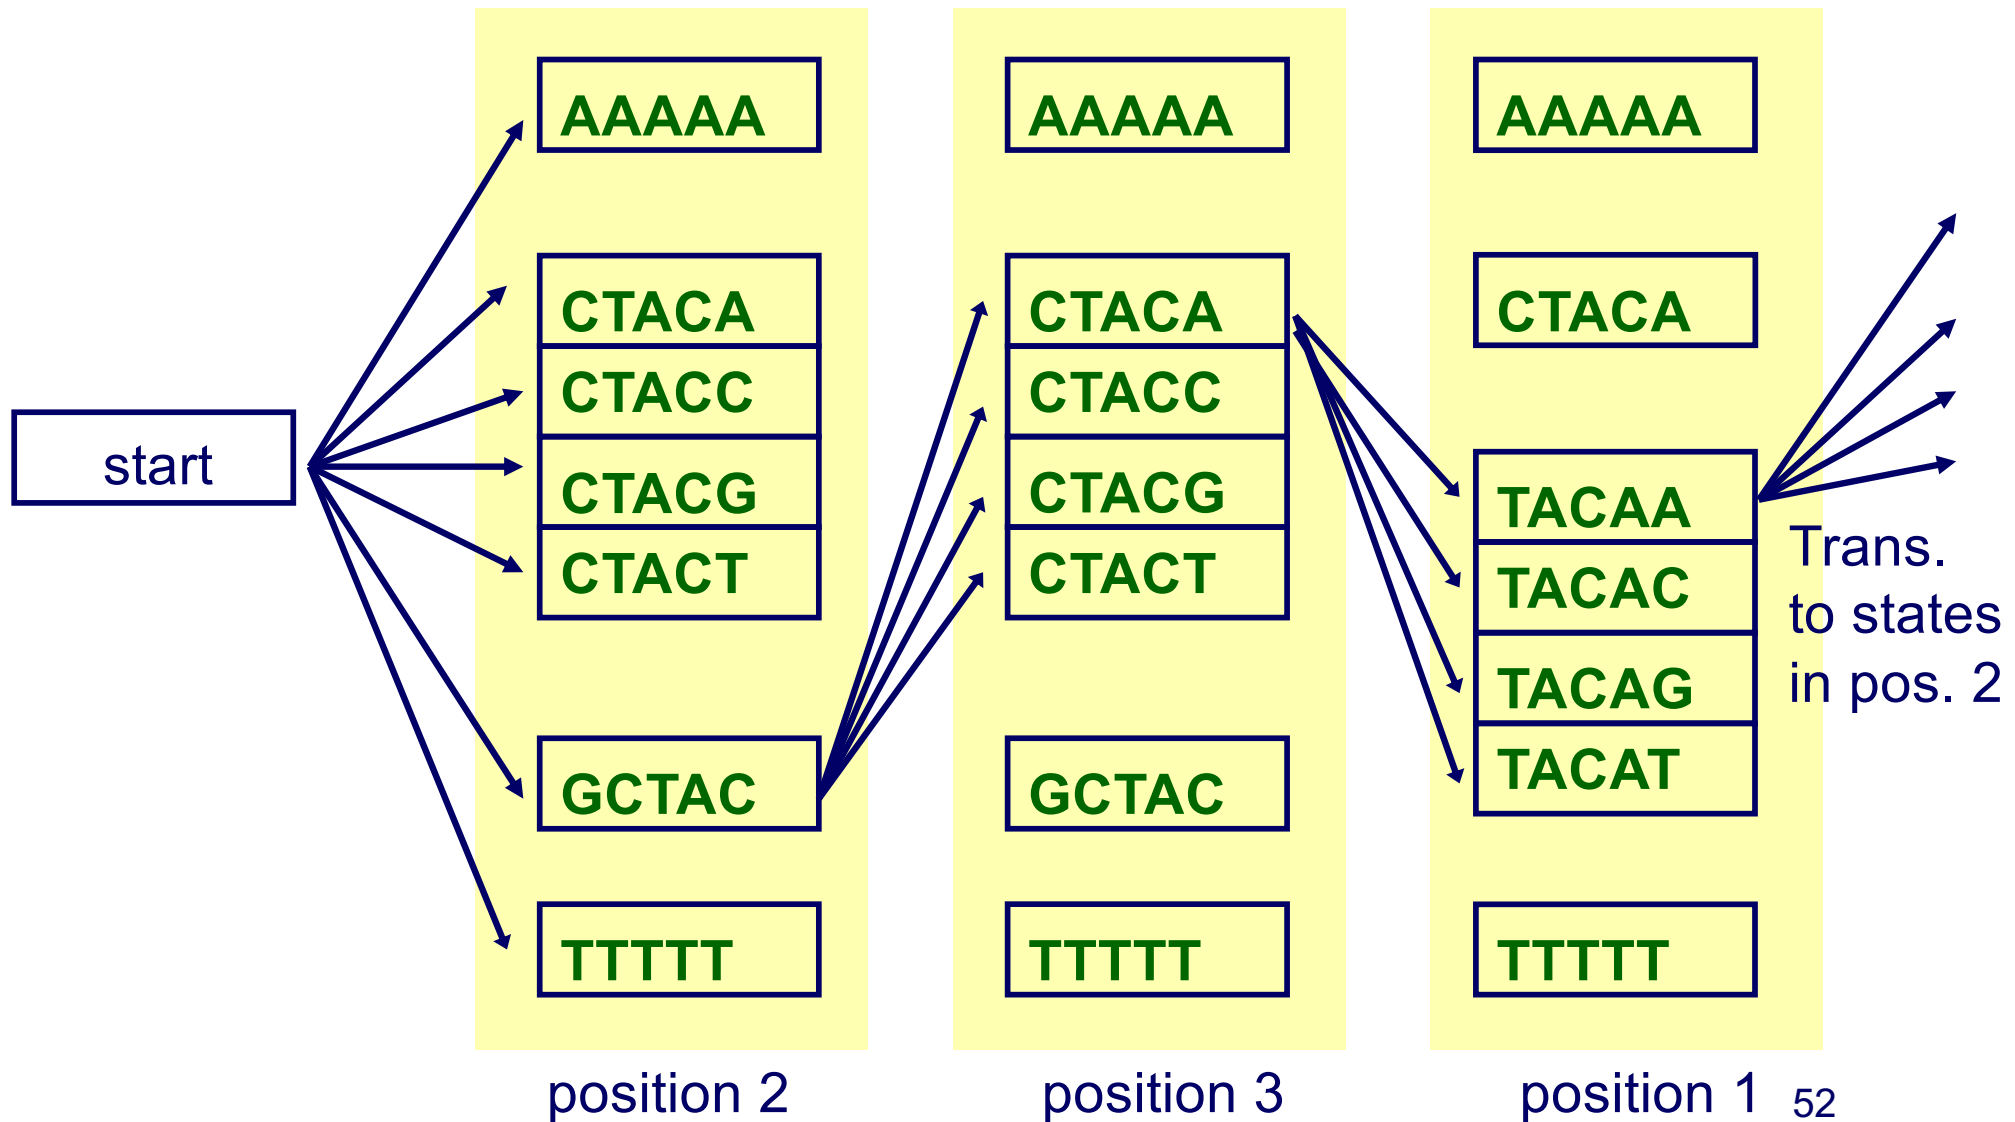 start
AAAAA
CTACA
CTACC
CTACG
CTACT
GCTAC
TTTTT
position 2
AAAAA
CTACA
CTACC
CTACG
CTACT
GCTAC
TTTTT
position 3
AAAAA
CTACA
TACAA
TACAC
TACAG
TACAT
TTTTT
position 1
Trans.
to states
in pos. 2
52